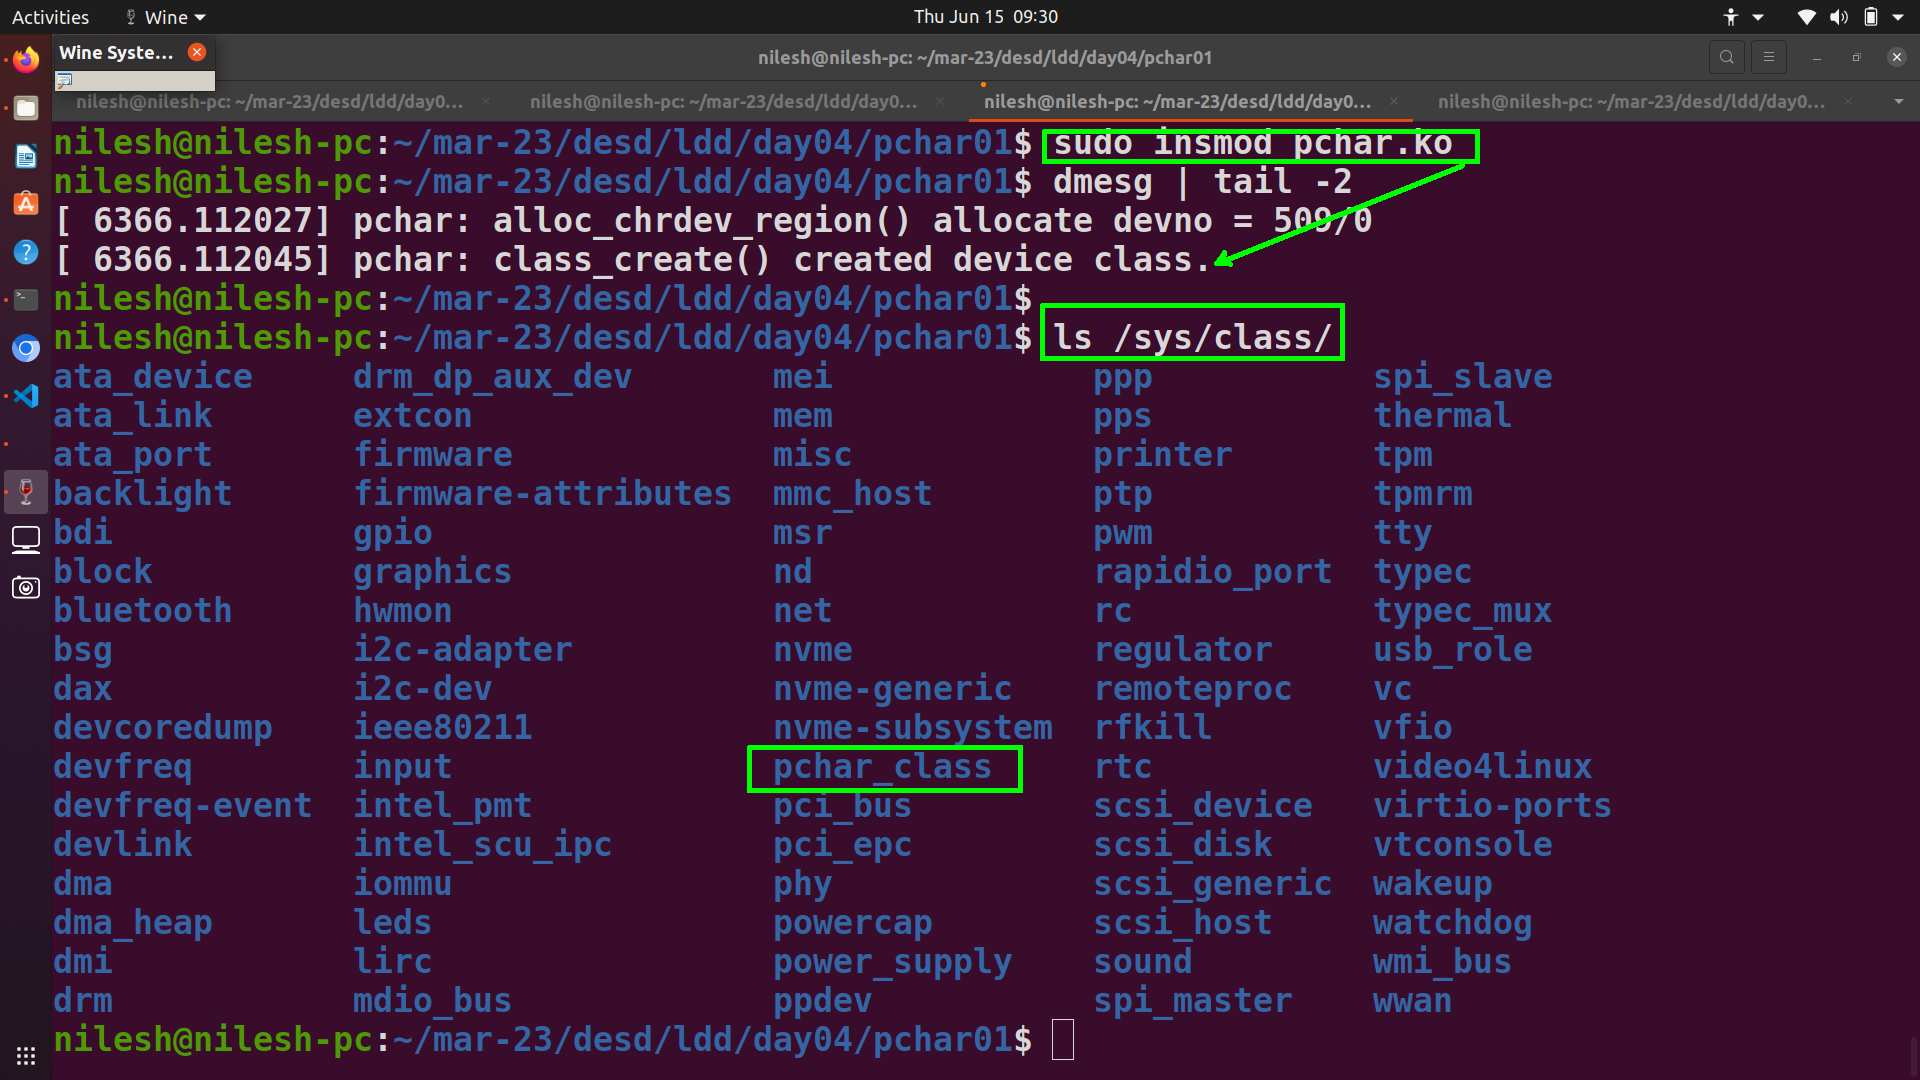 Activities Wine Thu Jun 15 09:30
Wine Syste...
nilesh@nilesh-pc: ~/mar-23/desd/ldd/day04/pchar01
nilesh@nilesh-pc: ~/mar-23/desd/ldd/day0... nilesh@nilesh-pc: ~/mar-23/desd/ldd/day0... nilesh@nilesh-pc: ~/mar-23/desd/ldd/day0... nilesh@nilesh-pc: ~/mar-23/desd/ldd/day0...
nilesh@nilesh-pc:~/mar-23/desd/ldd/day04/pchar01$ sudo insmod pchar.ko
nilesh@nilesh-pc:~/mar-23/desd/ldd/day04/pchar01$ dmesg | tail -2
[ 6366.112027] pchar: alloc_chrdev_region() allocate devno = 509/0
[ 6366.112045] pchar: class_create() created device class.
nilesh@nilesh-pc:~/mar-23/desd/ldd/day04/pchar01$
nilesh@nilesh-pc:~/mar-23/desd/ldd/day04/pchar01$ ls /sys/class/
ata_device drm_dp_aux_dev mei ppp spi_slave
ata_link extcon mem pps thermal
ata_port firmware misc printer tpm
backlight firmware-attributes mmc_host ptp tpmrm
bdi gpio msr pwm tty
block graphics nd rapidio_port typec
bluetooth hwmon net rc typec_mux
bsg i2c-adapter nvme regulator usb_role
dax i2c-dev nvme-generic remoteproc vc
devcoredump ieee80211 nvme-subsystem rfkill vfio
devfreq input pchar_class rtc video4linux
devfreq-event intel_pmt pci_bus scsi_device virtio-ports
devlink intel_scu_ipc pci_epc scsi_disk vtconsole
dma iommu phy scsi_generic wakeup
dma_heap leds powercap scsi_host watchdog
dmi lirc power_supply sound wmi_bus
drm mdio_bus ppdev spi_master wwan
nilesh@nilesh-pc:~/mar-23/desd/ldd/day04/pchar01$